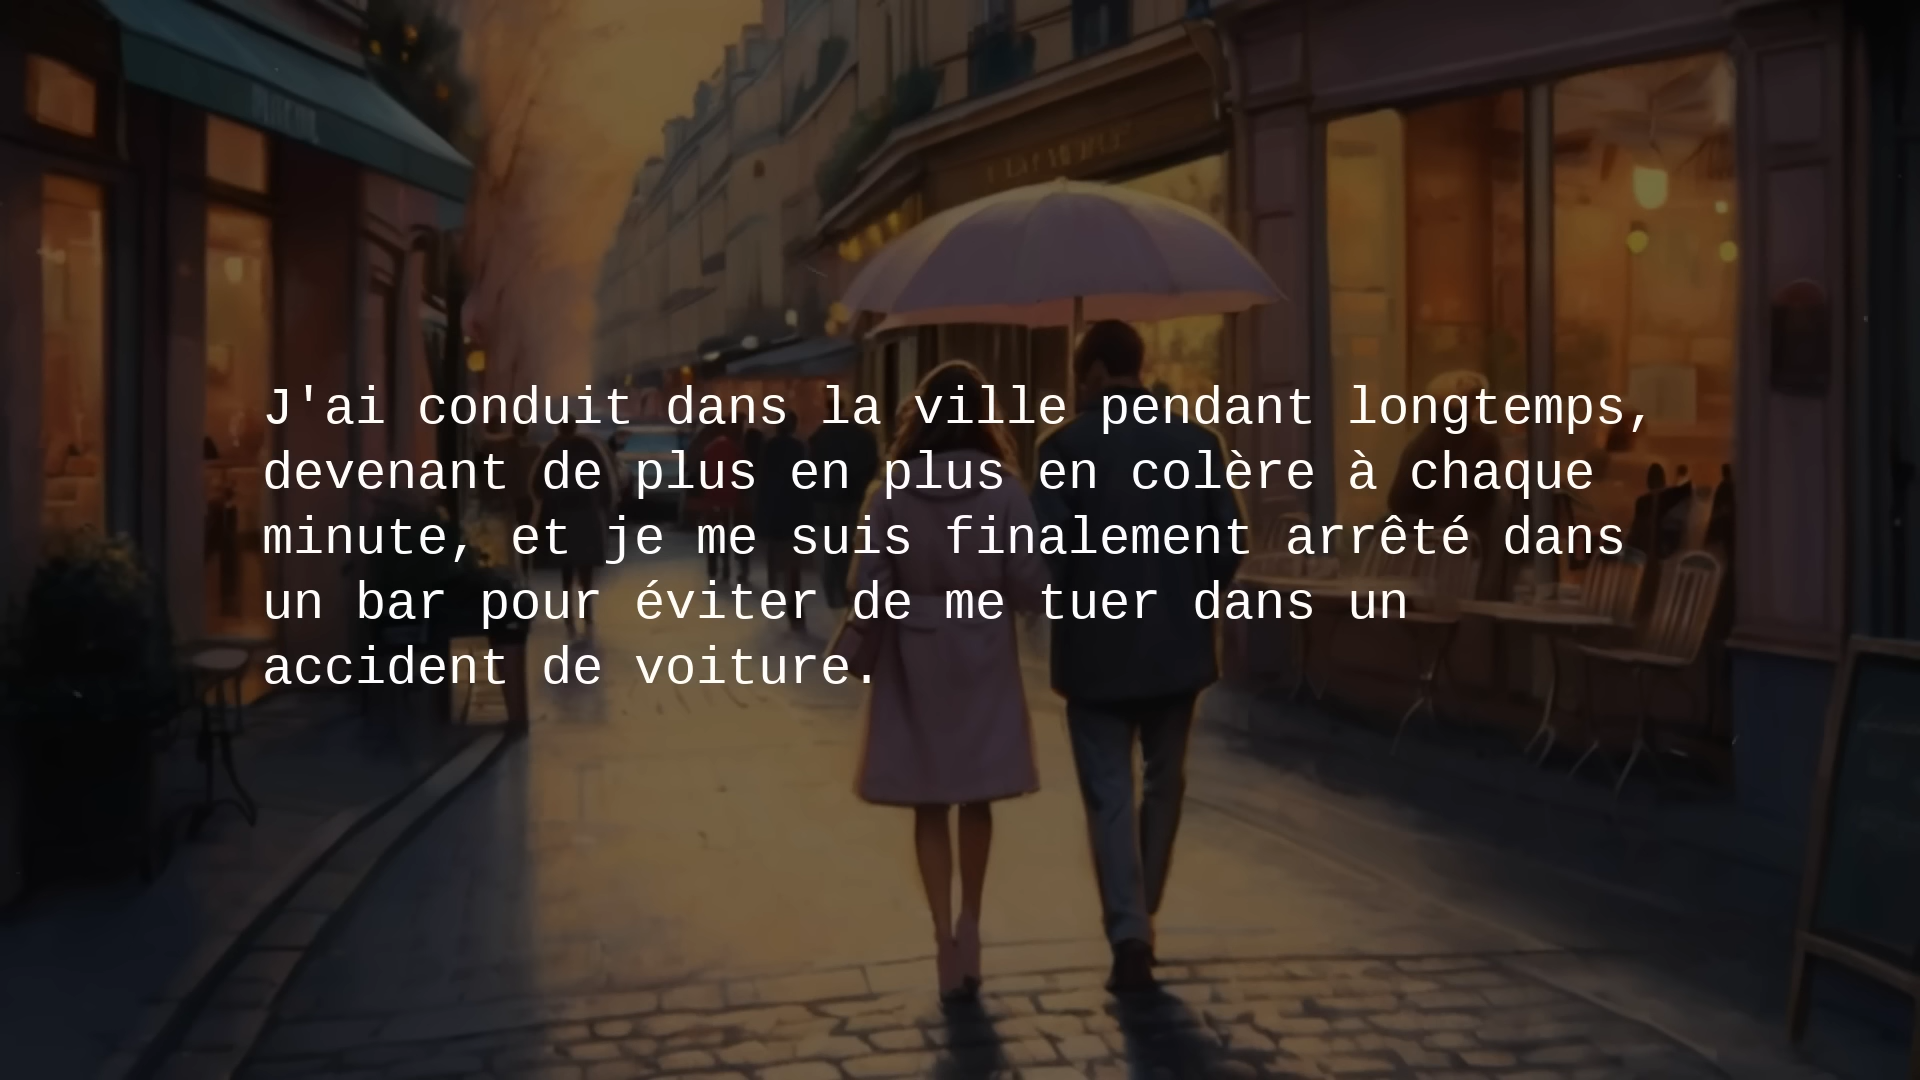 J'ai conduit dans la ville pendant longtemps,
devenant de plus en plus en colère à chaque
minute, et je me suis finalement arrêté dans
un bar pour éviter de me tuer dans un
accident de voiture.